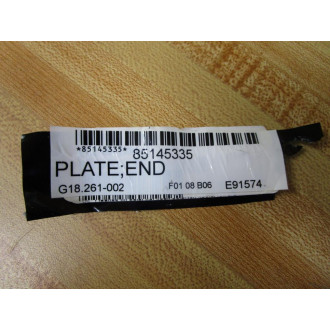 *85145335* 85145335
PLATE;END
G18.261-002 F01 08 B06 E91574